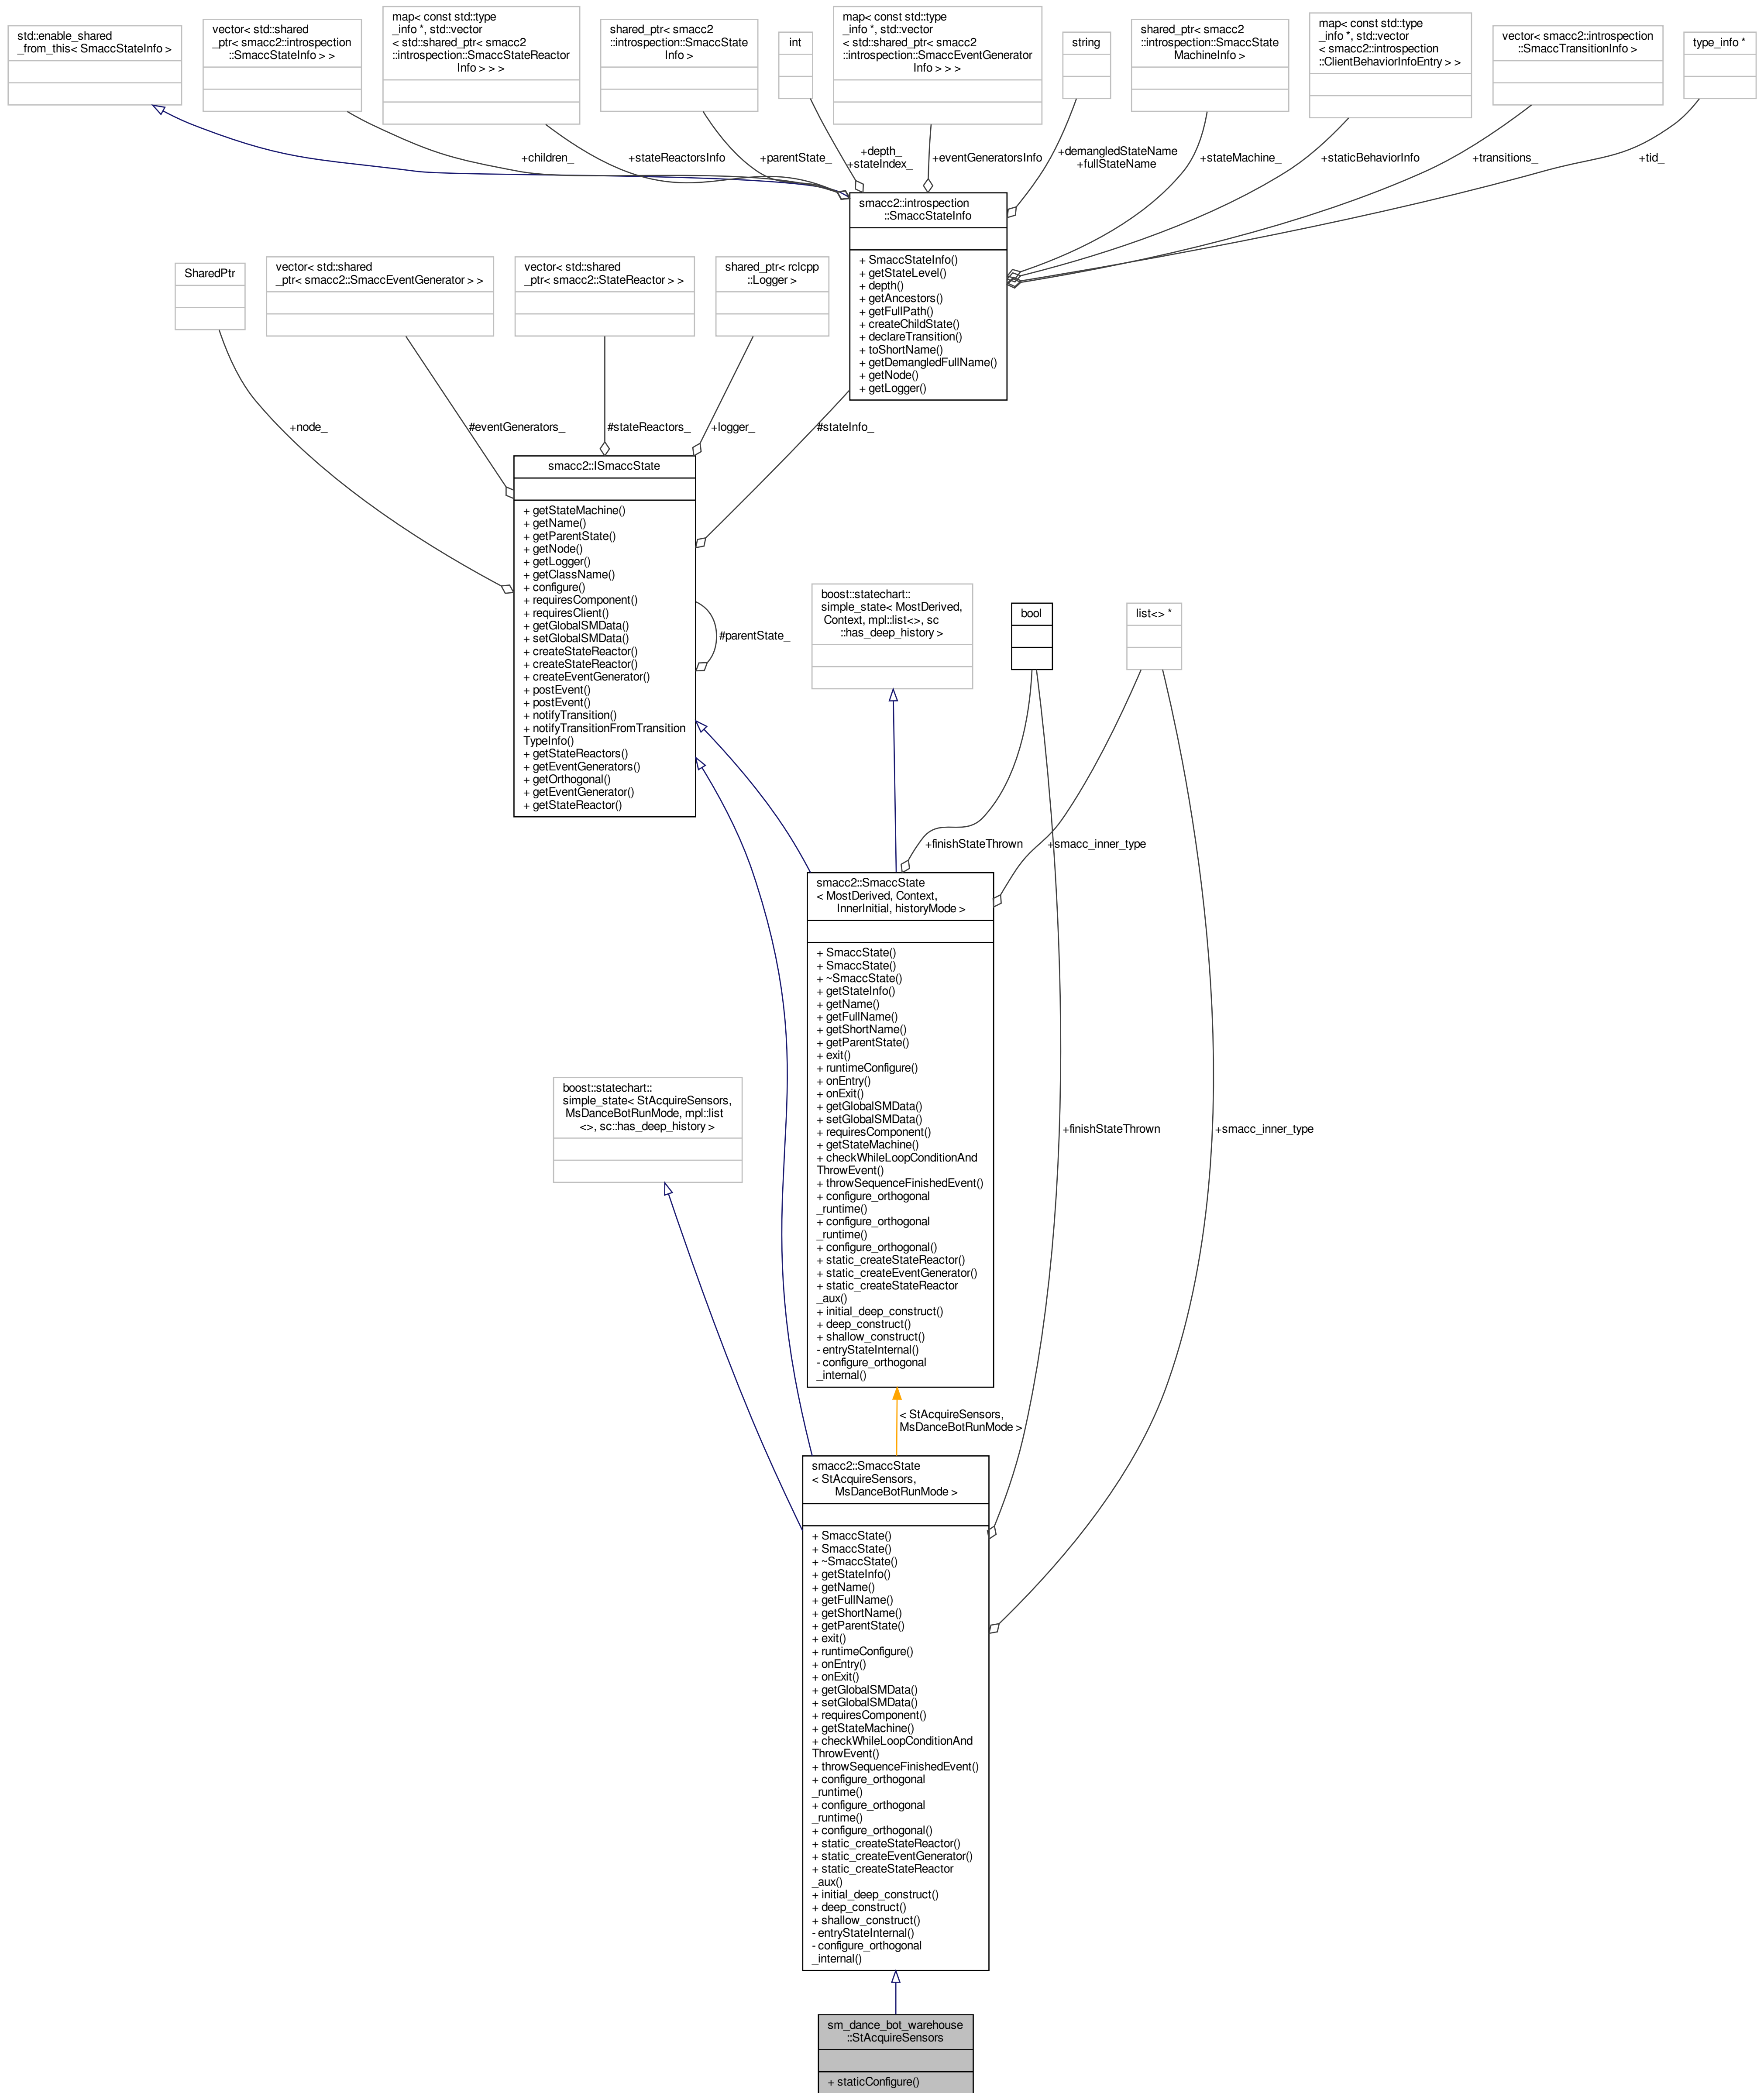 std::enable_shared
_from_this< SmaccStateInfo >
vector< std::shared
_ptr< smacc2::introspection
::SmaccStateInfo > >
map< const std::type
_info *, std::vector
< std::shared_ptr< smacc2
::introspection::SmaccStateReactor
Info > > >
shared_ptr< smacc2
::introspection::SmaccState
Info >
int
map< const std::type
_info *, std::vector
< std::shared_ptr< smacc2
::introspection::SmaccEventGenerator
Info > > >
string
shared_ptr< smacc2
::introspection::SmaccState
MachineInfo >
map< const std::type
_info *, std::vector
< smacc2::introspection
::ClientBehaviorInfoEntry > >
vector< smacc2::introspection
::SmaccTransitionInfo >
type_info *
+children_
+stateReactorsInfo
+parentState_
+depth_
+stateIndex_
+eventGeneratorsInfo
+demangledStateName
+fullStateName
+stateMachine_
+staticBehaviorInfo
+transitions_
+tid_
smacc2::introspection
::SmaccStateInfo
+ SmaccStateInfo()
+ getStateLevel()
+ depth()
+ getAncestors()
+ getFullPath()
+ createChildState()
+ declareTransition()
+ toShortName()
+ getDemangledFullName()
+ getNode()
+ getLogger()
SharedPtr
vector< std::shared
_ptr< smacc2::SmaccEventGenerator > >
vector< std::shared
_ptr< smacc2::StateReactor > >
shared_ptr< rclcpp
::Logger >
+node_
#eventGenerators_
#stateReactors_
+logger_
#stateInfo_
smacc2::ISmaccState
+ getStateMachine()
+ getName()
+ getParentState()
+ getNode()
+ getLogger()
+ getClassName()
+ configure()
+ requiresComponent()
+ requiresClient()
+ getGlobalSMData()
+ setGlobalSMData()
+ createStateReactor()
+ createStateReactor()
+ createEventGenerator()
+ postEvent()
+ postEvent()
+ notifyTransition()
+ notifyTransitionFromTransition
TypeInfo()
+ getStateReactors()
+ getEventGenerators()
+ getOrthogonal()
+ getEventGenerator()
+ getStateReactor()
#parentState_
boost::statechart::
simple_state< MostDerived,
Context, mpl::list<>, sc
::has_deep_history >
bool
list<> *
+finishStateThrown
+smacc_inner_type
smacc2::SmaccState
< MostDerived, Context,
InnerInitial, historyMode >
+ SmaccState()
+ SmaccState()
+ ~SmaccState()
+ getStateInfo()
+ getName()
+ getFullName()
+ getShortName()
+ getParentState()
+ exit()
+ runtimeConfigure()
+ onEntry()
+ onExit()
+ getGlobalSMData()
+ setGlobalSMData()
+ requiresComponent()
+ getStateMachine()
+ checkWhileLoopConditionAnd
ThrowEvent()
+ throwSequenceFinishedEvent()
+ configure_orthogonal
_runtime()
+ configure_orthogonal
_runtime()
+ configure_orthogonal()
+ static_createStateReactor()
+ static_createEventGenerator()
+ static_createStateReactor
_aux()
+ initial_deep_construct()
+ deep_construct()
+ shallow_construct()
- entryStateInternal()
- configure_orthogonal
_internal()
boost::statechart::
simple_state< StAcquireSensors,
MsDanceBotRunMode, mpl::list
<>, sc::has_deep_history >
+finishStateThrown
+smacc_inner_type
< StAcquireSensors,
MsDanceBotRunMode >
smacc2::SmaccState
< StAcquireSensors,
MsDanceBotRunMode >
+ SmaccState()
+ SmaccState()
+ ~SmaccState()
+ getStateInfo()
+ getName()
+ getFullName()
+ getShortName()
+ getParentState()
+ exit()
+ runtimeConfigure()
+ onEntry()
+ onExit()
+ getGlobalSMData()
+ setGlobalSMData()
+ requiresComponent()
+ getStateMachine()
+ checkWhileLoopConditionAnd
ThrowEvent()
+ throwSequenceFinishedEvent()
+ configure_orthogonal
_runtime()
+ configure_orthogonal
_runtime()
+ configure_orthogonal()
+ static_createStateReactor()
+ static_createEventGenerator()
+ static_createStateReactor
_aux()
+ initial_deep_construct()
+ deep_construct()
+ shallow_construct()
- entryStateInternal()
- configure_orthogonal
_internal()
sm_dance_bot_warehouse
::StAcquireSensors
+ staticConfigure()